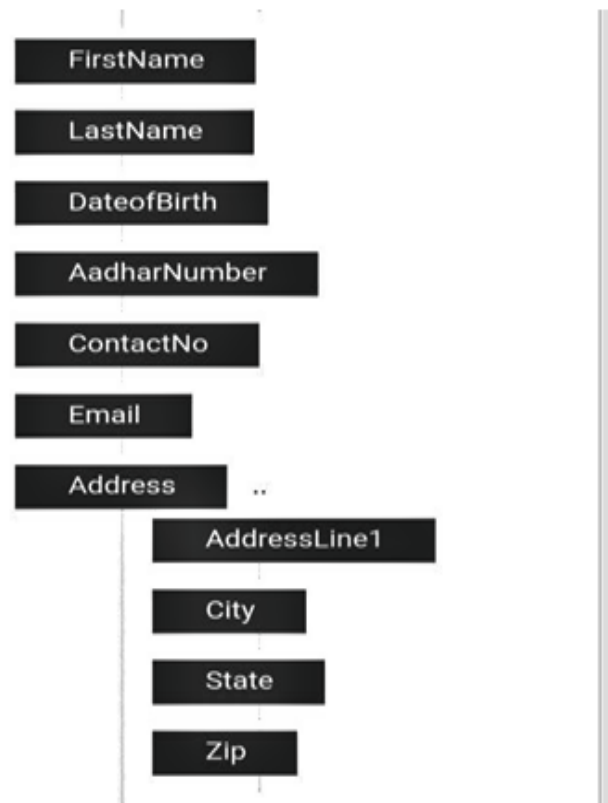 FirstName
LastName
DateofBirth
AadharNumber
ContactNo
Email
Address ..
AddressLine1
City
State
Zip